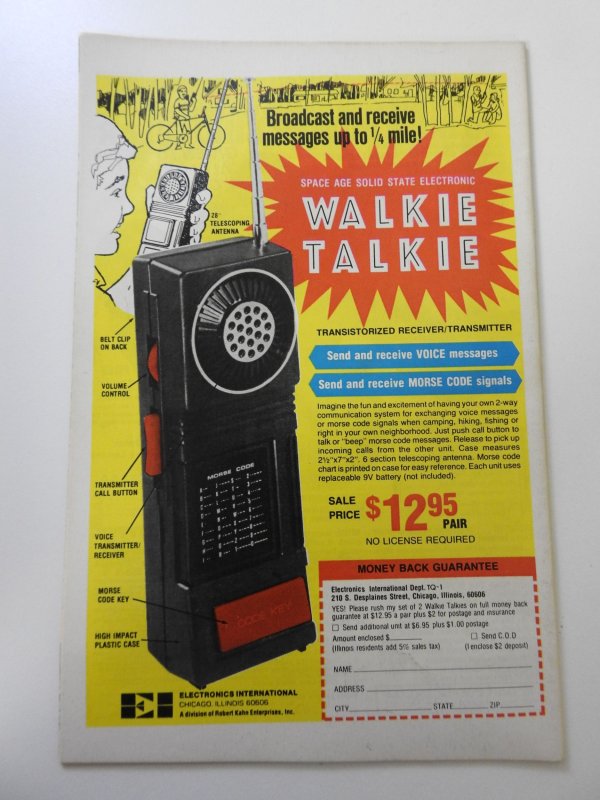 Broadcast and receive
messages up to 1/4 mile!
SPACE AGE SOLID STATE ELECTRONIC
WALKIE
TALKIE
28"
TELESCOPING
ANTENNA
BELT CLIP
ON BACK
VOLUME
CONTROL
TRANSMITTER
CALL BUTTON
VOICE
TRANSMITTER/
RECEIVER
MORSE
CODE KEY
HIGH IMPACT
PLASTIC CASE
MORSE CODE
CODE KEY
TRANSISTORIZED RECEIVER/TRANSMITTER
Send and receive VOICE messages
Send and receive MORSE CODE signals
Imagine the fun and excitement of having your own 2-way
communication system for exchanging voice messages
or morse code signals when camping, hiking, fishing or
right in your own neighborhood. Just push call button to
talk or "beep" morse code messages. Release to pick up
incoming calls from the other unit. Case measures
2½"x7"x2". 6 section telescoping antenna. Morse code
chart is printed on case for easy reference. Each unit uses
replaceable 9V battery (not included).
SALE
PRICE $12 95
PAIR
NO LICENSE REQUIRED
MONEY BACK GUARANTEE
Electronics International Dept. TQ-1
210 S. Desplaines Street, Chicago, Illinois, 60606
YES! Please rush my set of 2 Walkie Talkies on full money back
guarantee at $12.95 a pair plus $2 for postage and insurance
☐ Send additional unit at $6.95 plus $1.00 postage
Amount enclosed $ ☐ Send C.O.D
(Illinois residents add 5% sales tax) (I enclose $2 deposit)
NAME
ADDRESS
CITY STATE ZIP
EI
ELECTRONICS INTERNATIONAL
CHICAGO, ILLINOIS 60606
A division of Robert Kahn Enterprises, Inc.